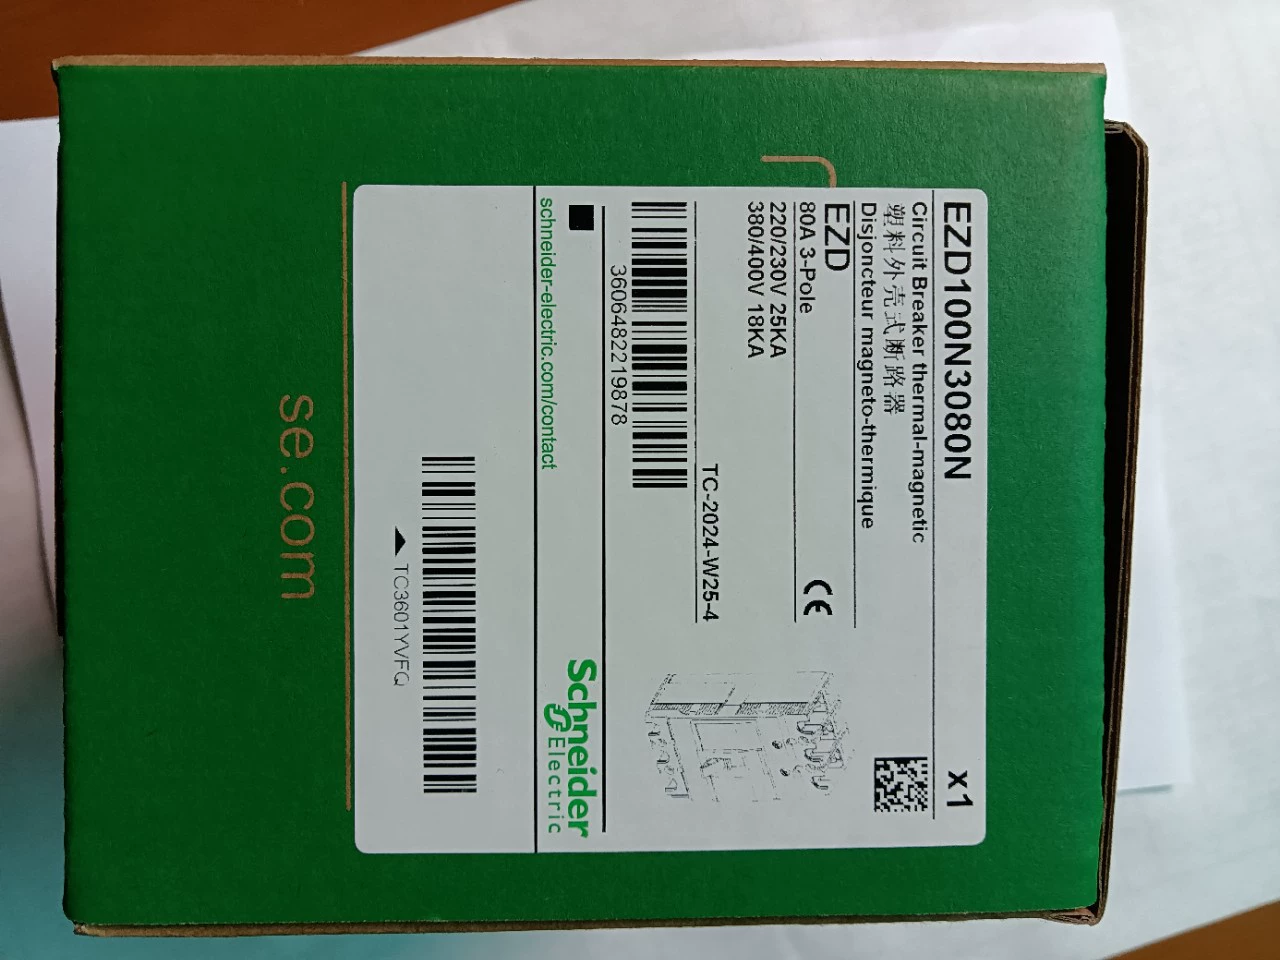 EZD100N3080N x1
Circuit Breaker thermal-magnetic
塑料外壳式断路器
Disjoncteur magneto-thermique
EZD
CE
80A 3-Pole
220/230V 25KA
380/400V 18KA
TC-2024-W25-4
3606482219878
Schneider
Electric
schneider-electric.com/contact
TC3601YVFQ
se.com